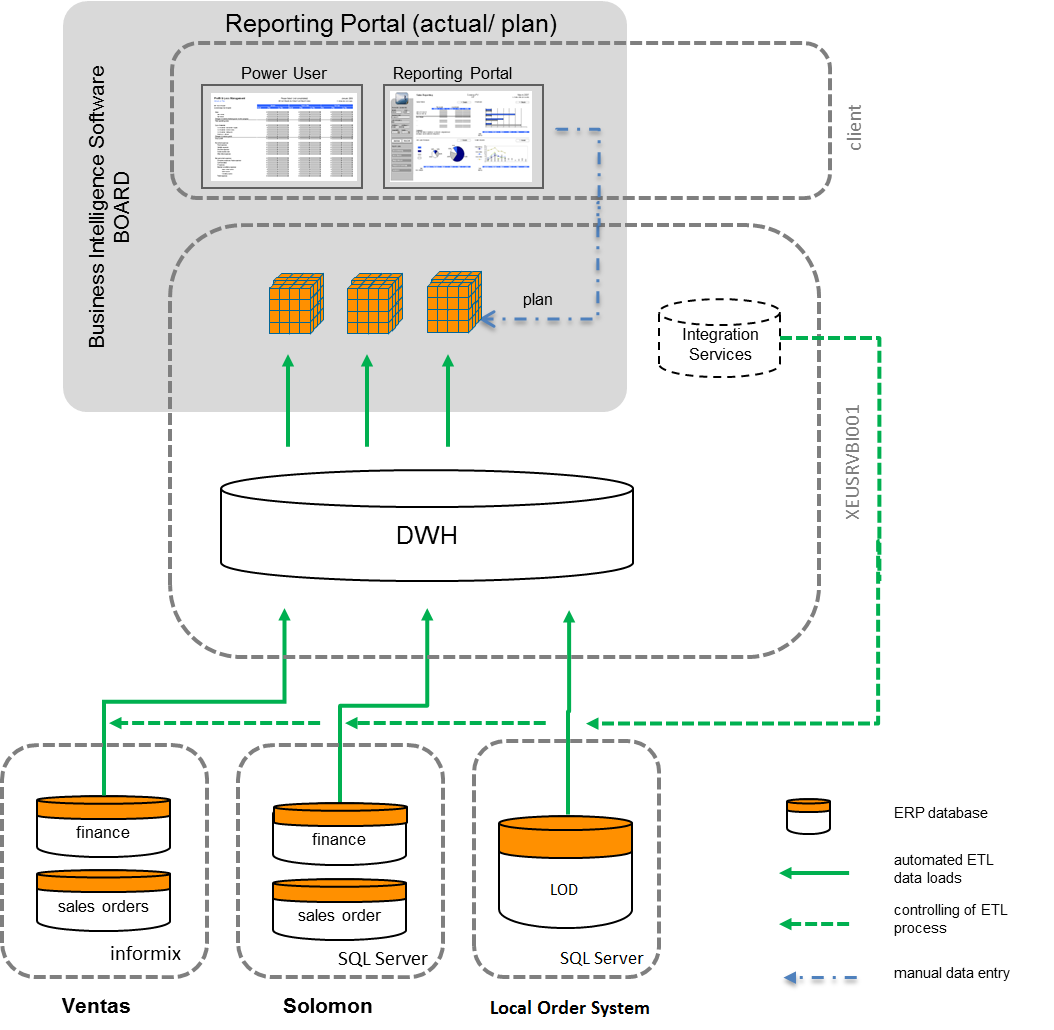 Reporting Portal (actual/ plan)
Business Intelligence Software
BOARD
Power User
Reporting Portal
client
plan
Integration
Services
XEUSRVBI001
DWH
finance
sales orders
informix
Ventas
finance
sales order
SQL Server
Solomon
LOD
SQL Server
Local Order System
ERP database
automated ETL
data loads
controlling of ETL
process
manual data entry